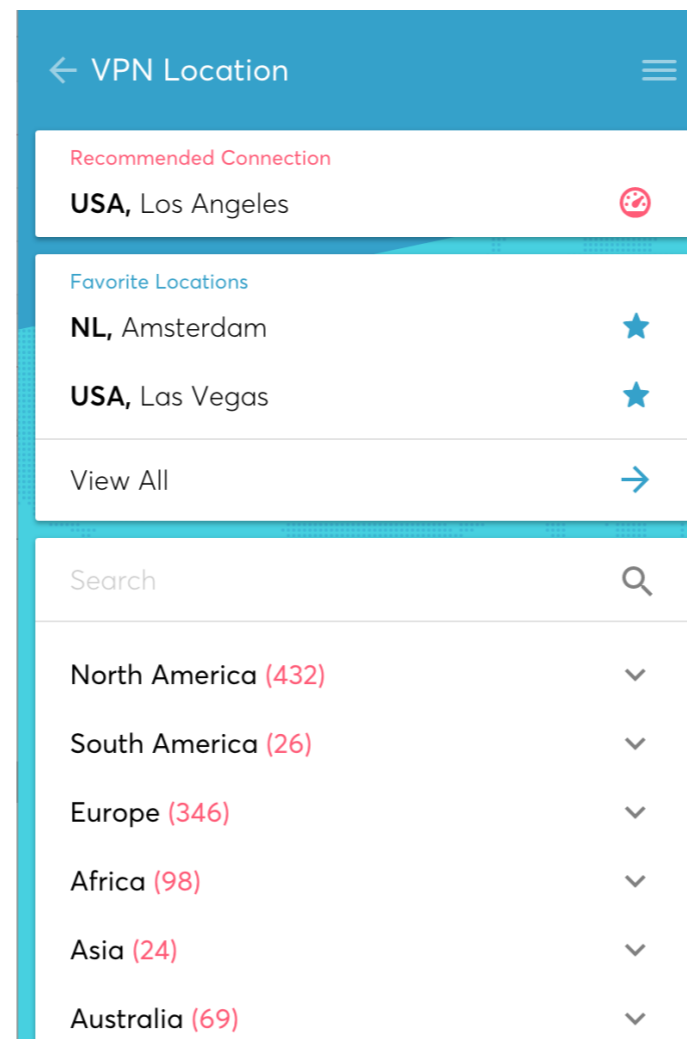 VPN Location
Recommended Connection
USA, Los Angeles
Favorite Locations
NL, Amsterdam
USA, Las Vegas
View All
Search
North America (432)
South America (26)
Europe (346)
Africa (98)
Asia (24)
Australia (69)